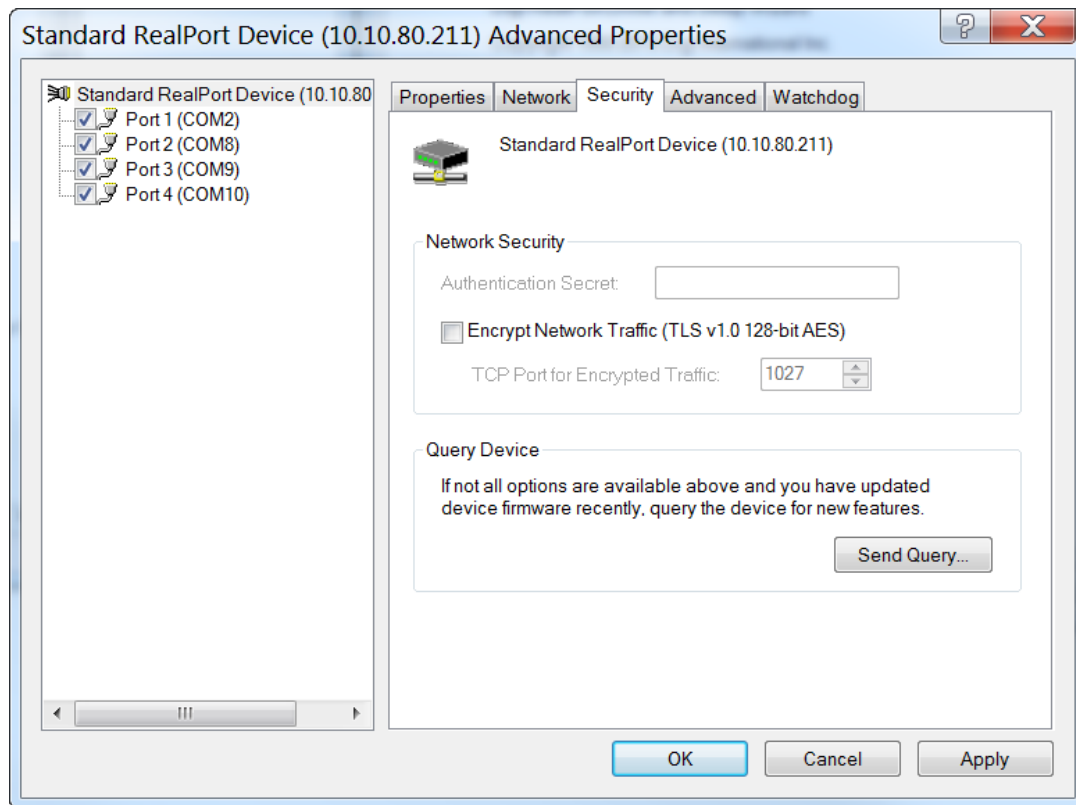 Standard RealPort Device (10.10.80.211) Advanced Properties
Standard RealPort Device (10.10.80
Port 1 (COM2)
Port 2 (COM8)
Port 3 (COM9)
Port 4 (COM10)
Properties Network Security Advanced Watchdog
Standard RealPort Device (10.10.80.211)
Network Security
Authentication Secret:
Encrypt Network Traffic (TLS v1.0 128-bit AES)
TCP Port for Encrypted Traffic: 1027
Query Device
If not all options are available above and you have updated
device firmware recently, query the device for new features.
Send Query...
OK Cancel Apply